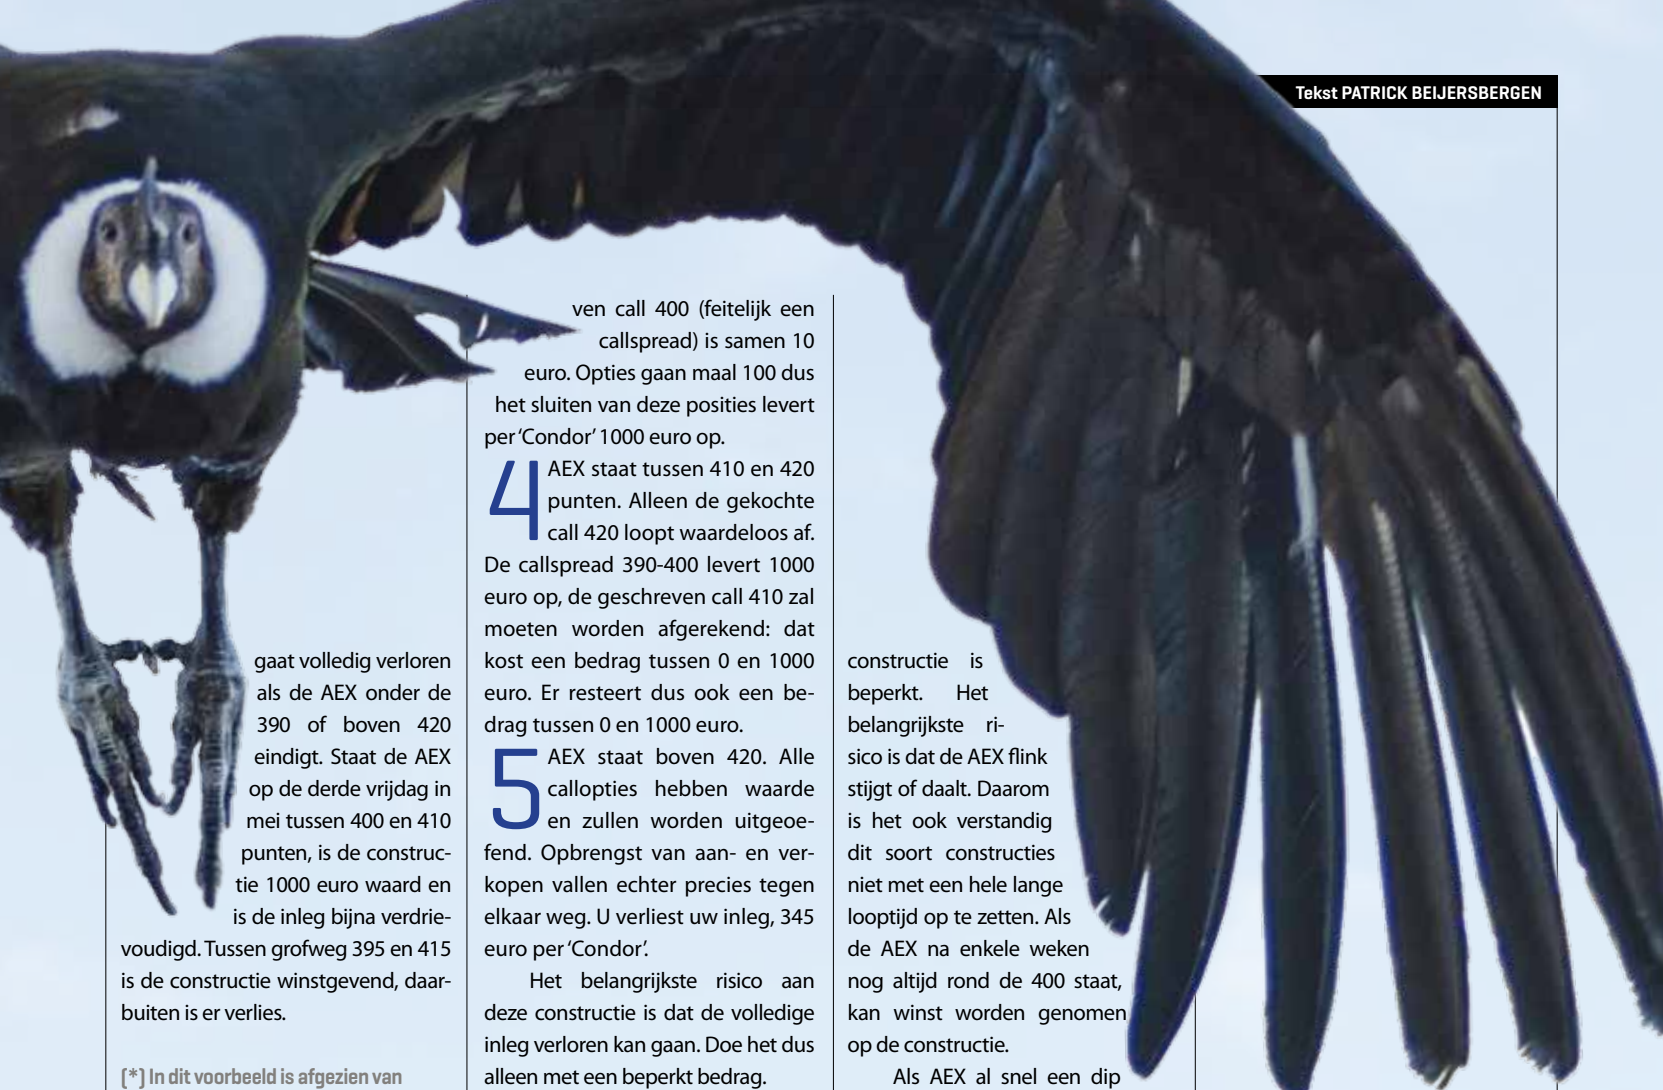 Tekst PATRICK BEIJERSBERGEN
gaat volledig verloren
als de AEX onder de
390 of boven 420
eindigt. Staat de AEX
op de derde vrijdag in
mei tussen 400 en 410
punten, is de construc-
tie 1000 euro waard en
is de inleg bijna verdrie-
voudigd. Tussen grofweg 395 en 415
is de constructie winstgevend, daar-
buiten is er verlies.
(*) In dit voorbeeld is afgezien van
ven call 400 (feitelijk een
callspread) is samen 10
euro. Opties gaan maal 100 dus
het sluiten van deze posities levert
per ‘Condor’ 1000 euro op.
4 AEX staat tussen 410 en 420
punten. Alleen de gekochte
call 420 loopt waardeloos af.
De callspread 390-400 levert 1000
euro op, de geschreven call 410 zal
moeten worden afgerekend: dat
kost een bedrag tussen 0 en 1000
euro. Er resteert dus ook een be-
drag tussen 0 en 1000 euro.
5 AEX staat boven 420. Alle
callopties hebben waarde
en zullen worden uitgeoe-
fend. Opbrengst van aan- en ver-
kopen vallen echter precies tegen
elkaar weg. U verliest uw inleg, 345
euro per ‘Condor’.
Het belangrijkste risico aan
deze constructie is dat de volledige
inleg verloren kan gaan. Doe het dus
alleen met een beperkt bedrag.
constructie is
beperkt. Het
belangrijkste ri-
sico is dat de AEX flink
stijgt of daalt. Daarom
is het ook verstandig
dit soort constructies
niet met een hele lange
looptijd op te zetten. Als
de AEX na enkele weken
nog altijd rond de 400 staat,
kan winst worden genomen
op de constructie.
Als AEX al snel een dip